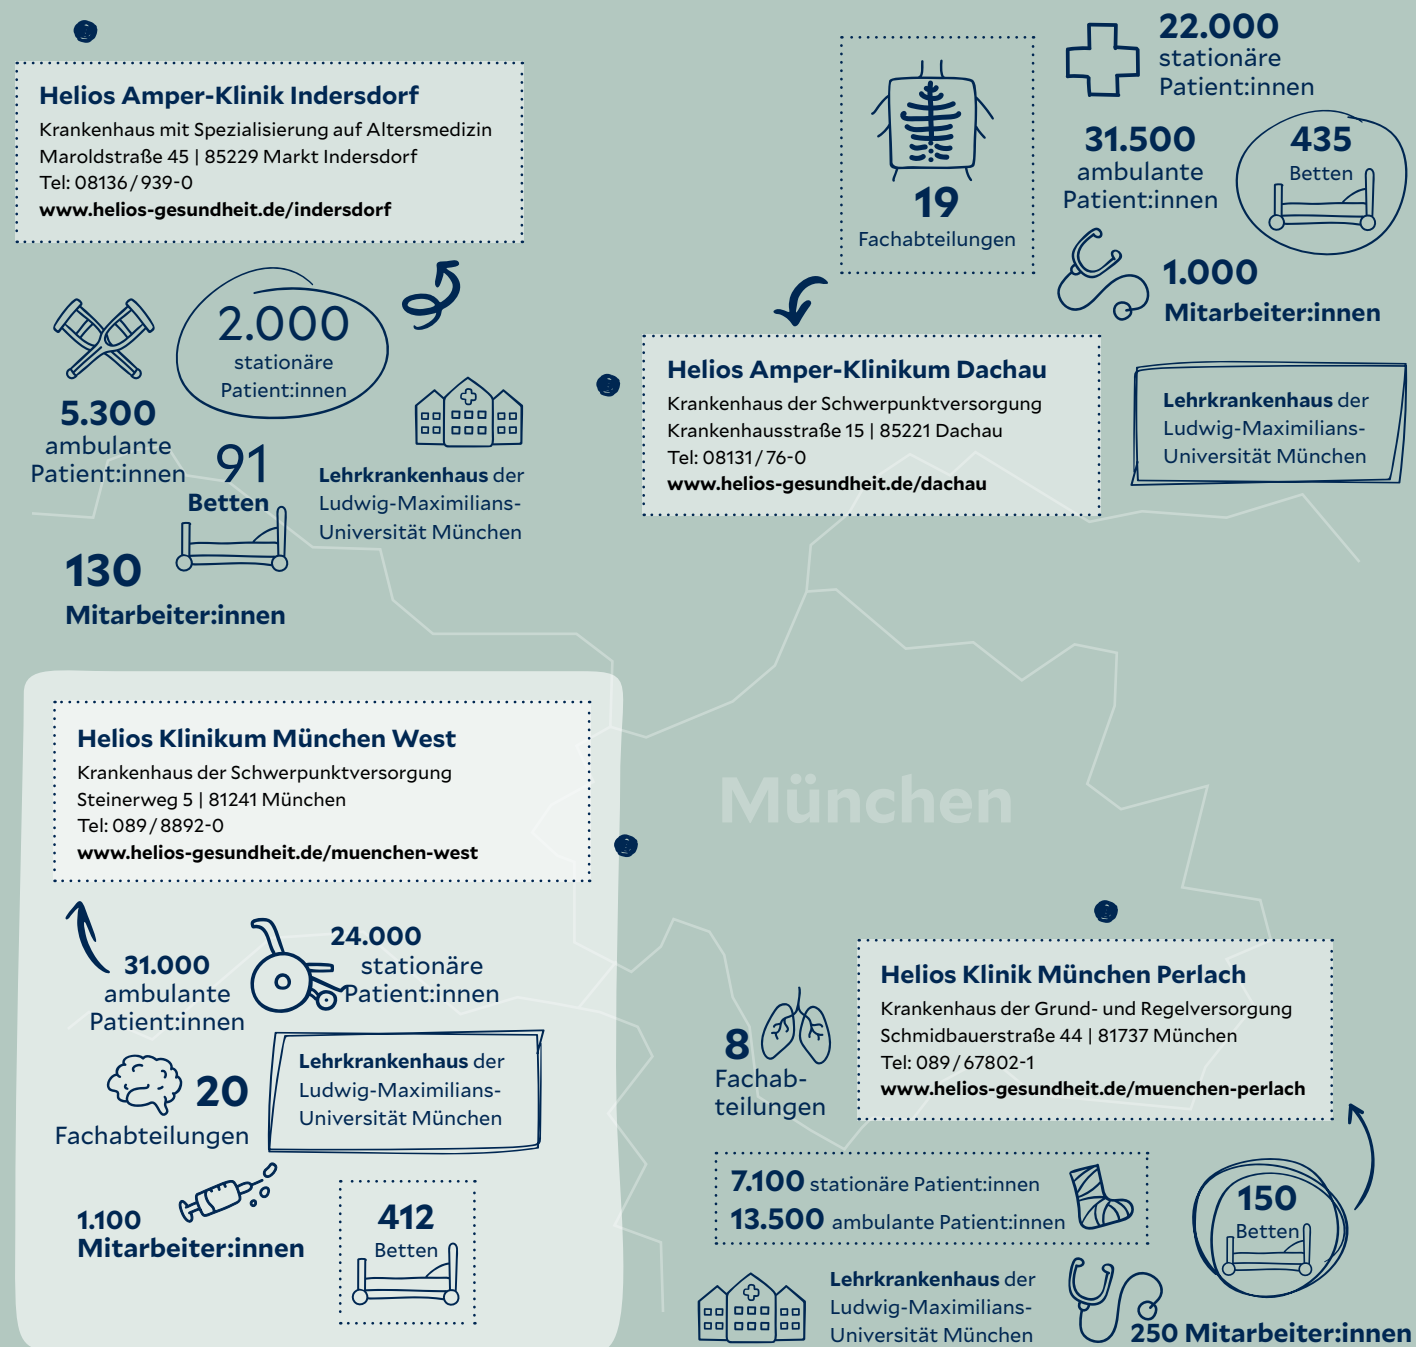 Helios Amper-Klinik Indersdorf
Krankenhaus mit Spezialisierung auf Altersmedizin
Maroldstraße 45 | 85229 Markt Indersdorf
Tel: 08136/939-0
www.helios-gesundheit.de/indersdorf
2.000
stationäre
Patient:innen
5.300
ambulante
Patient:innen
91
Betten
Lehrkrankenhaus der
Ludwig-Maximilians-
Universität München
130
Mitarbeiter:innen
19
Fachabteilungen
22.000
stationäre
Patient:innen
31.500
ambulante
Patient:innen
435
Betten
1.000
Mitarbeiter:innen
Helios Amper-Klinikum Dachau
Krankenhaus der Schwerpunktversorgung
Krankenhausstraße 15 | 85221 Dachau
Tel: 08131/76-0
www.helios-gesundheit.de/dachau
Lehrkrankenhaus der
Ludwig-Maximilians-
Universität München
München
Helios Klinikum München West
Krankenhaus der Schwerpunktversorgung
Steinerweg 5 | 81241 München
Tel: 089/8892-0
www.helios-gesundheit.de/muenchen-west
31.000
ambulante
Patient:innen
24.000
stationäre
Patient:innen
20
Fachabteilungen
Lehrkrankenhaus der
Ludwig-Maximilians-
Universität München
1.100
Mitarbeiter:innen
412
Betten
Helios Klinik München Perlach
Krankenhaus der Grund- und Regelversorgung
Schmidbauerstraße 44 | 81737 München
Tel: 089/67802-1
www.helios-gesundheit.de/muenchen-perlach
8
Fachab-
teilungen
7.100 stationäre Patient:innen
13.500 ambulante Patient:innen
150
Betten
Lehrkrankenhaus der
Ludwig-Maximilians-
Universität München
250 Mitarbeiter:innen